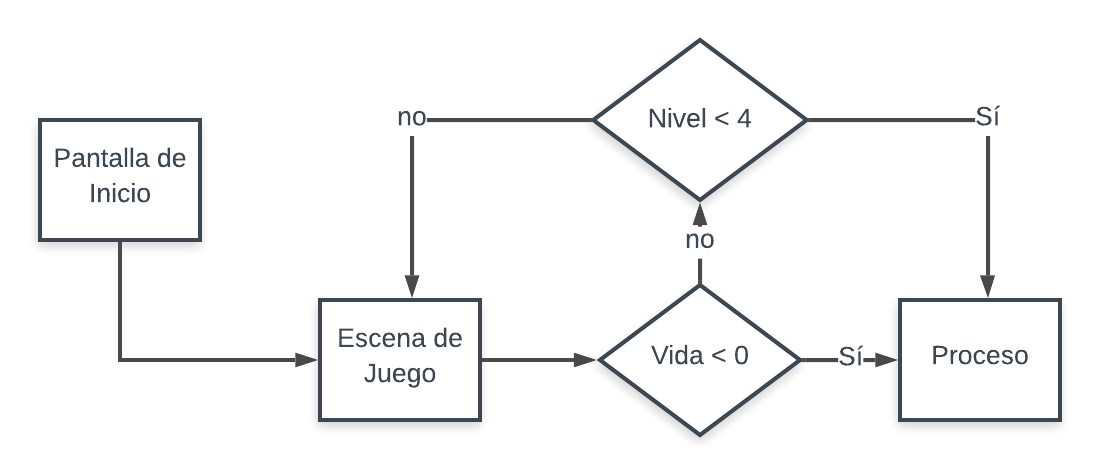 no
Nivel < 4
Sí
Pantalla de
Inicio
no
Escena de
Juego
Vida < 0
Sí
Proceso